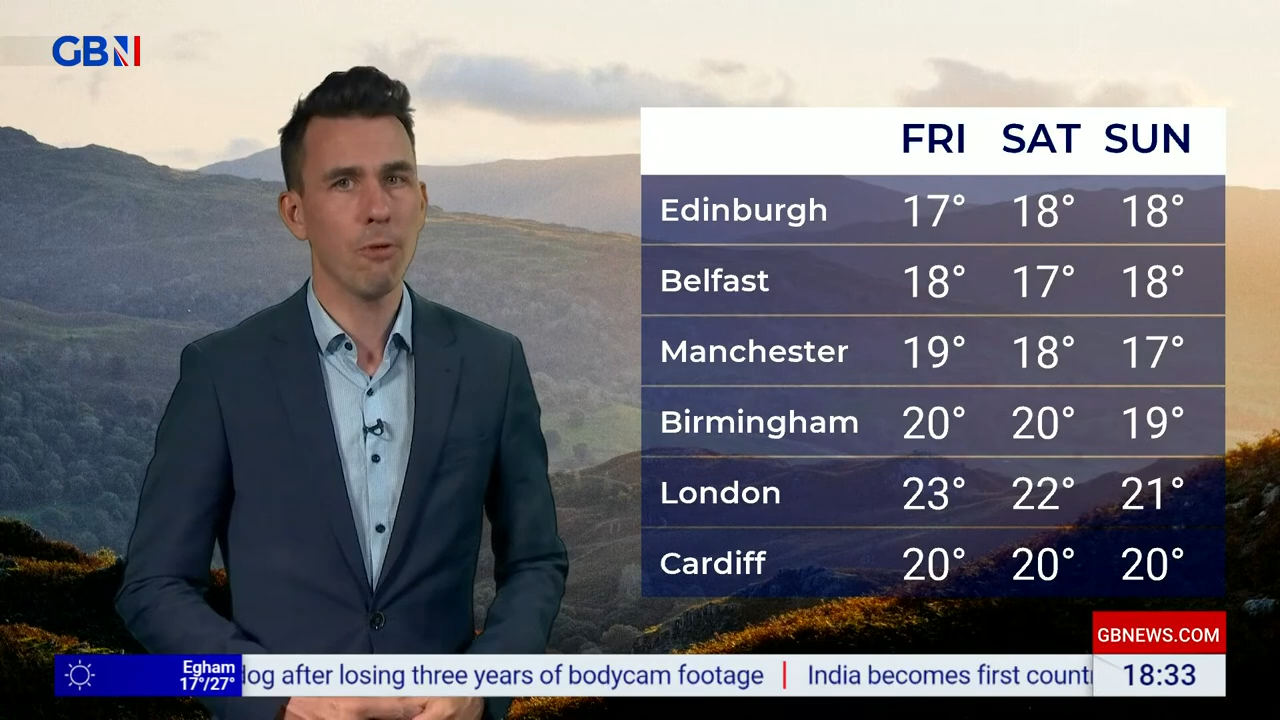 GBN
FRI SAT SUN
Edinburgh 17° 18° 18°
Belfast 18° 17° 18°
Manchester 19° 18° 17°
Birmingham 20° 20° 19°
London 23° 22° 21°
Cardiff 20° 20° 20°
GBNEWS.COM
Egham
17°/27°
after losing three years of bodycam footage | India becomes first
18:33